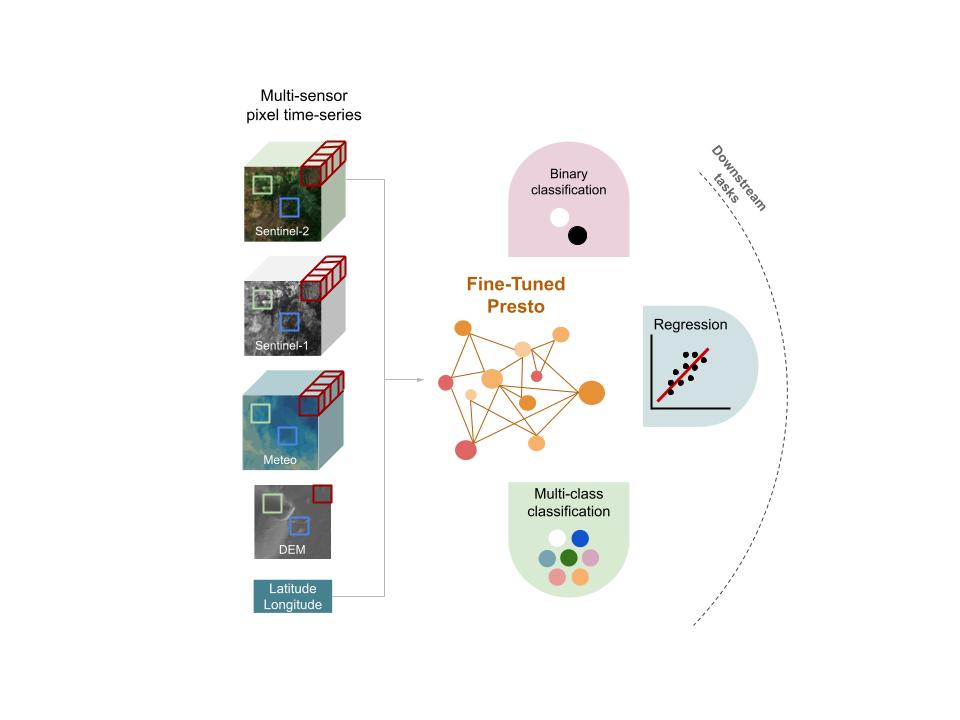 Multi-sensor
pixel time-series
Sentinel-2
Sentinel-1
Meteo
DEM
Latitude
Longitude
Fine-Tuned
Presto
Binary
classification
Regression
Multi-class
classification
Downstream
tasks